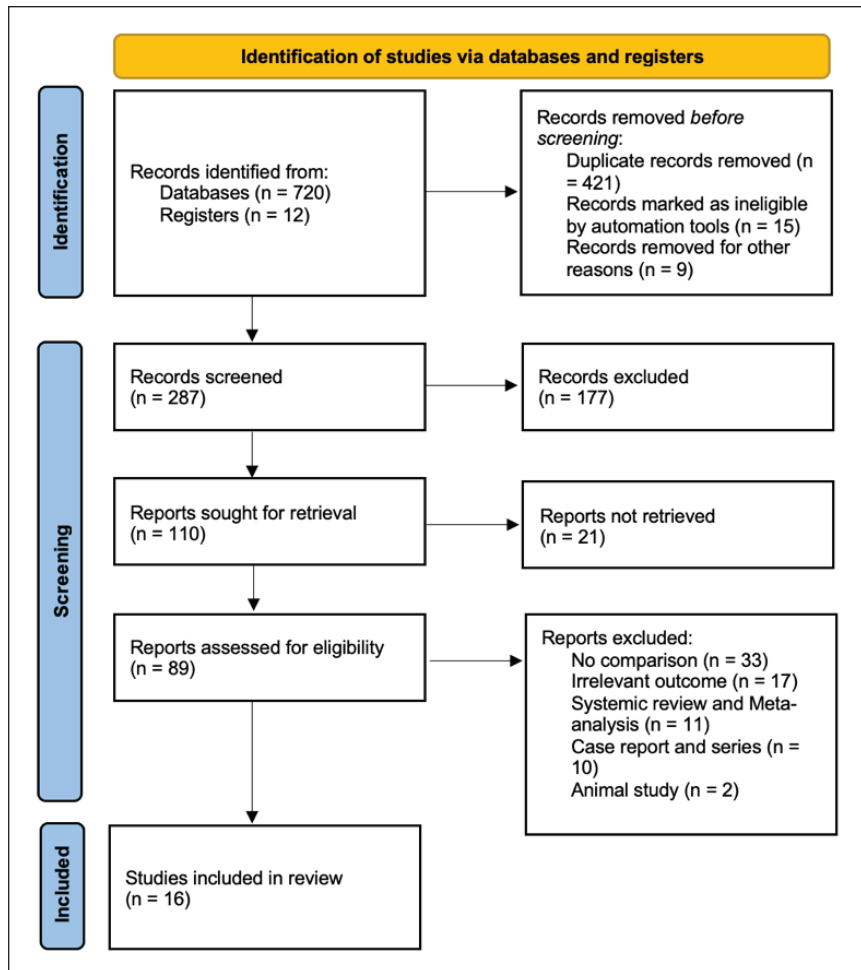 Identification of studies via databases and registers
Identification
Records identified from:
Databases (n = 720)
Registers (n = 12)
Records removed before
screening:
Duplicate records removed (n
= 421)
Records marked as ineligible
by automation tools (n = 15)
Records removed for other
reasons (n = 9)
Screening
Records screened
(n = 287)
Records excluded
(n = 177)
Reports sought for retrieval
(n = 110)
Reports not retrieved
(n = 21)
Reports assessed for eligibility
(n = 89)
Reports excluded:
No comparison (n = 33)
Irrelevant outcome (n = 17)
Systemic review and Meta-
analysis (n = 11)
Case report and series (n =
10)
Animal study (n = 2)
Included
Studies included in review
(n = 16)